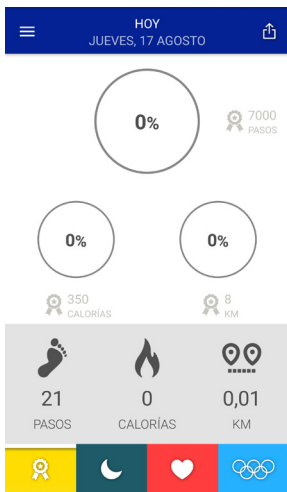 HOY
JUEVES, 17 AGOSTO
0%
7000
PASOS
0%
0%
350
CALORÍAS
8
KM
21
0
0,01
PASOS
CALORÍAS
KM